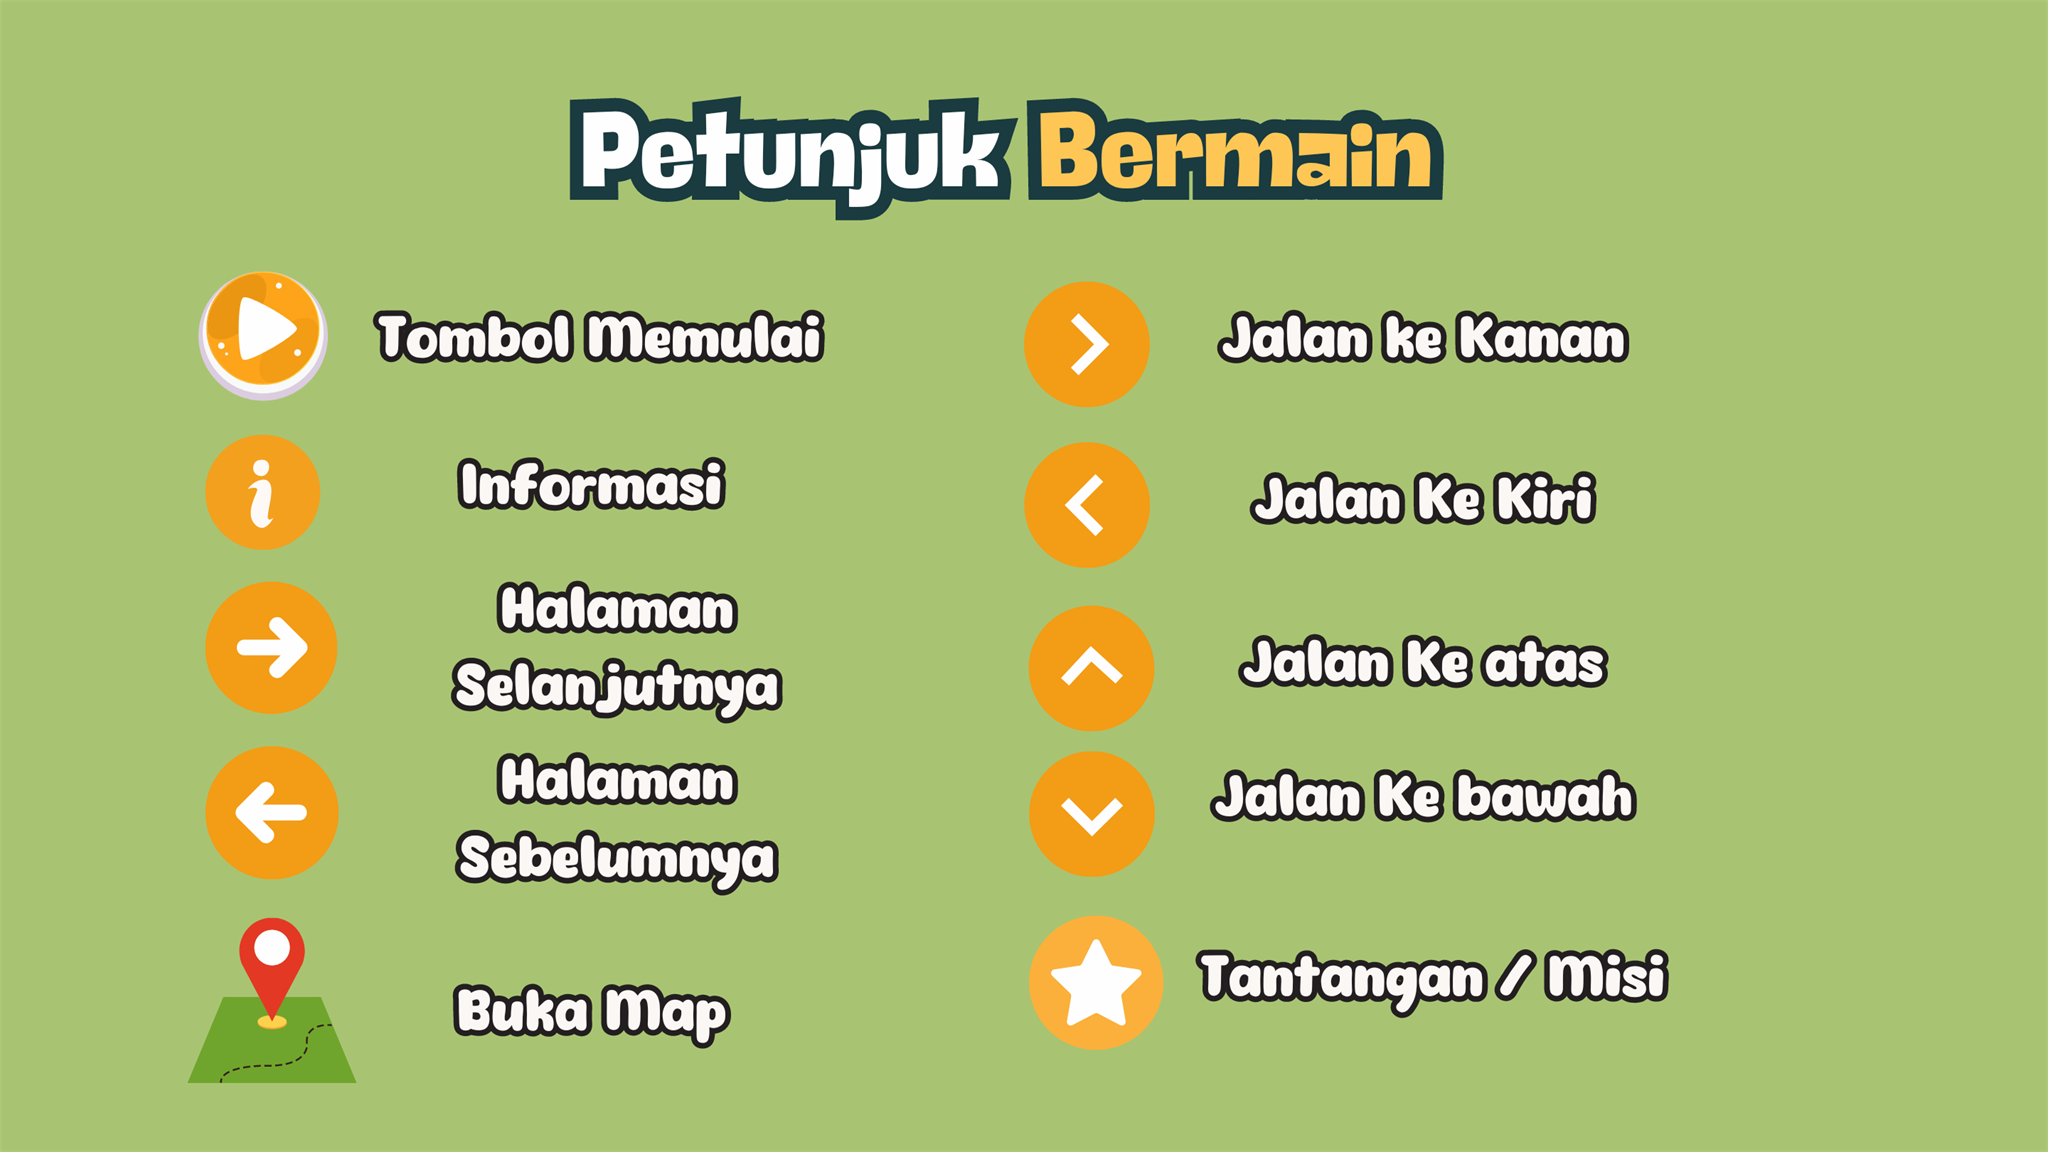 Petunjuk Bermain
Tombol Memulai
Informasi
Halaman
Selanjutnya
Halaman
Sebelumnya
Buka Map
Jalan ke Kanan
Jalan Ke Kiri
Jalan Ke atas
Jalan Ke bawah
Tantangan / Misi